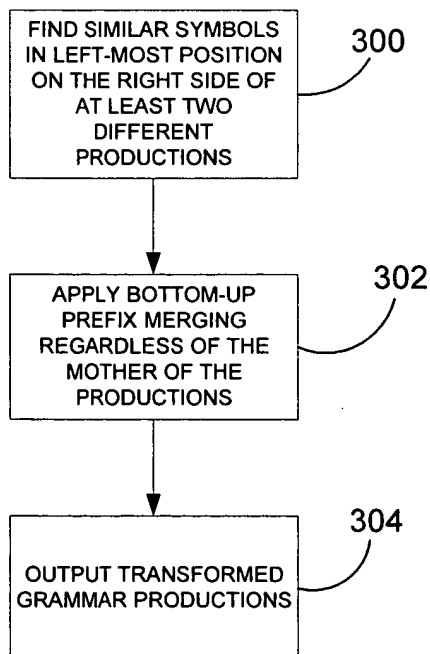 FIND SIMILAR SYMBOLS
IN LEFT-MOST POSITION
ON THE RIGHT SIDE OF
AT LEAST TWO
DIFFERENT
PRODUCTIONS
300
APPLY BOTTOM-UP
PREFIX MERGING
REGARDLESS OF THE
MOTHER OF THE
PRODUCTIONS
302
OUTPUT TRANSFORMED
GRAMMAR PRODUCTIONS
304